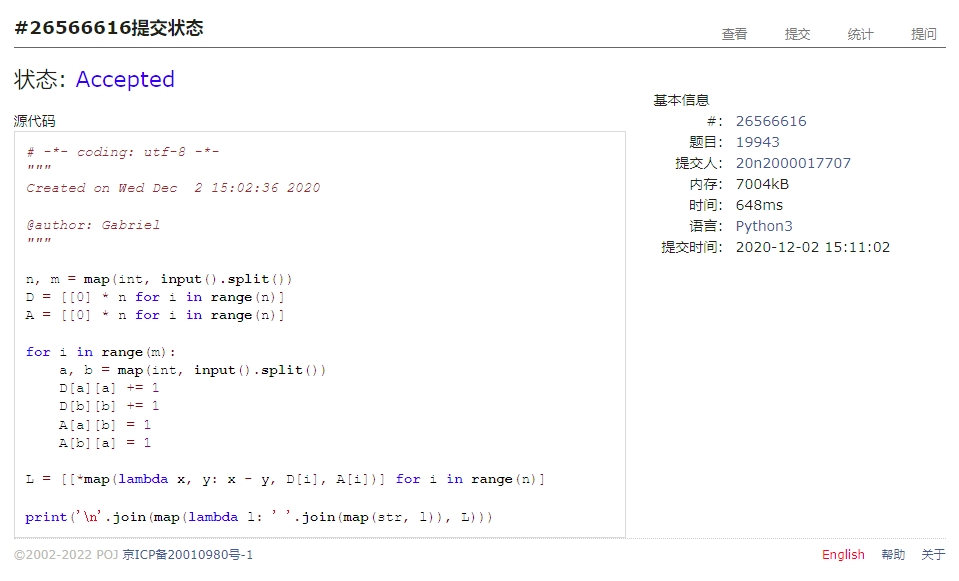 #26566616提交状态
查看 提交 统计 提问
状态: Accepted
源代码
# -*- coding: utf-8 -*-
"""
Created on Wed Dec  2 15:02:36 2020

@author: Gabriel
"""

n, m = map(int, input().split())
D = [[0] * n for i in range(n)]
A = [[0] * n for i in range(n)]

for i in range(m):
    a, b = map(int, input().split())
    D[a][a] += 1
    D[b][b] += 1
    A[a][b] = 1
    A[b][a] = 1

L = [[*map(lambda x, y: x - y, D[i], A[i])] for i in range(n)]

print('\n'.join(map(lambda l: ' '.join(map(str, l)), L)))
基本信息
#: 26566616
题目: 19943
提交人: 20n2000017707
内存: 7004kB
时间: 648ms
语言: Python3
提交时间: 2020-12-02 15:11:02
©2002-2022 POJ 京ICP备20010980号-1
English 帮助 关于